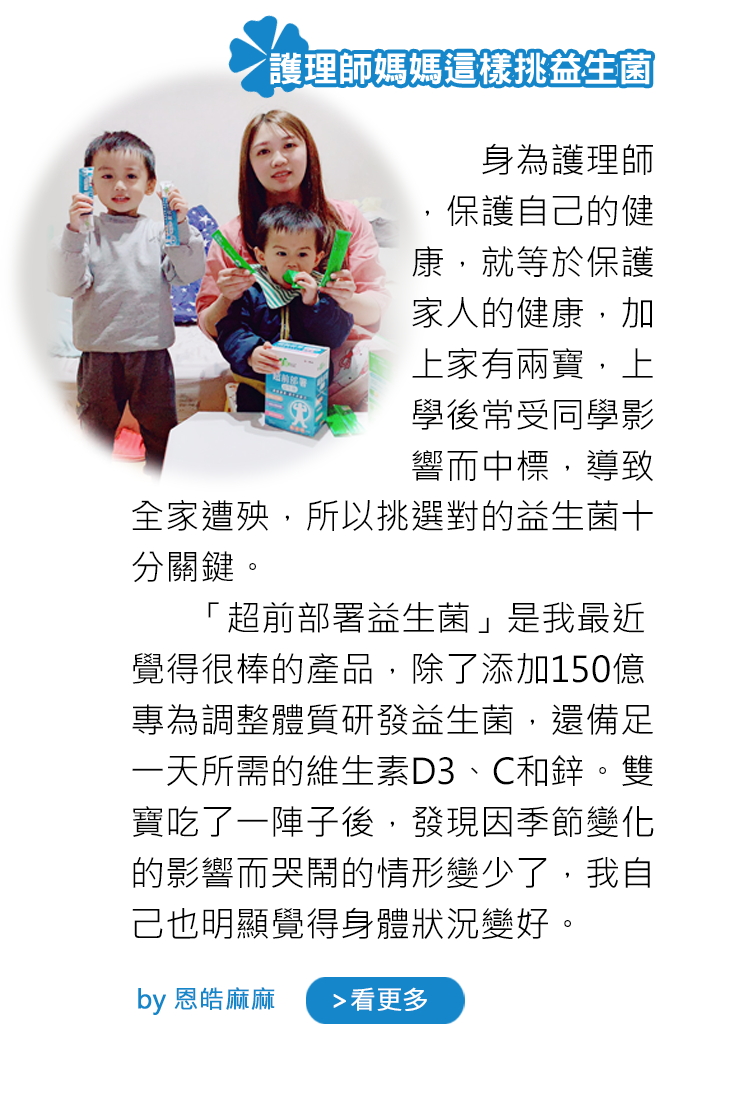 護理師媽媽這樣挑益生菌
身為護理師
，保護自己的健
康，就等於保護
家人的健康，加
上家有兩寶，上
學後常受同學影
響而中標，導致
全家遭殃，所以挑選對的益生菌十
分關鍵。
「超前部署益生菌」是我最近
覺得很棒的產品，除了添加150億
專為調整體質研發益生菌，還備足
一天所需的維生素D3、C和鋅。雙
寶吃了一陣子後，發現因季節變化
的影響而哭鬧的情形變少了，我自
己也明顯覺得身體狀況變好。
by 恩皓麻麻
>看更多
超前部署